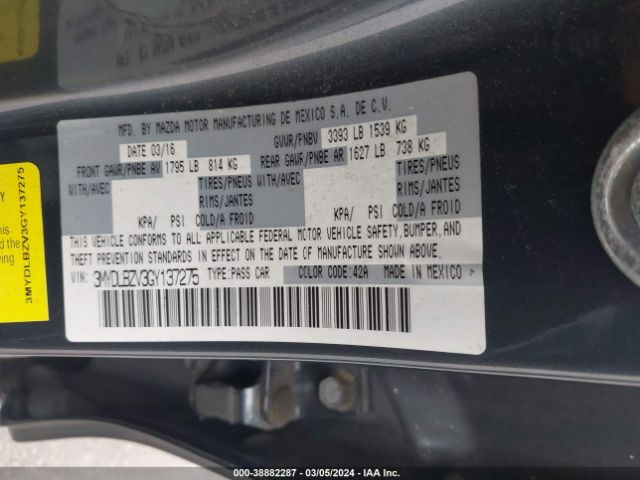 MFD. BY MAZDA MOTOR MANUFACTURING DE MEXICO S.A. DE C.V.
DATE 03/16 GVWR/PNBV 3393 LB 1539 KG
FRONT GAWR/PNBE AV 1795 LB 814 KG REAR GAWR/PNBE AR 1627 LB 738 KG
WITH/AVEC TIRES/PNEUS WITH/AVEC TIRES/PNEUS
RIMS/JANTES RIMS/JANTES
KPA/ PSI COLD/A FROID KPA/ PSI COLD/A FROID
THIS VEHICLE CONFORMS TO ALL APPLICABLE FEDERAL MOTOR VEHICLE SAFETY, BUMPER, AND
THEFT PREVENTION STANDARDS IN EFFECT ON THE DATE OF MANUFACTURE SHOWN ABOVE.
VIN: 3MYDLBZV3GY137275 TYPE:PASS CAR COLOR CODE:42A MADE IN MEXICO >
3MYDLBZV3GY137275
this
d the
ving
000-38882287 - 03/05/2024 - IAA Inc.